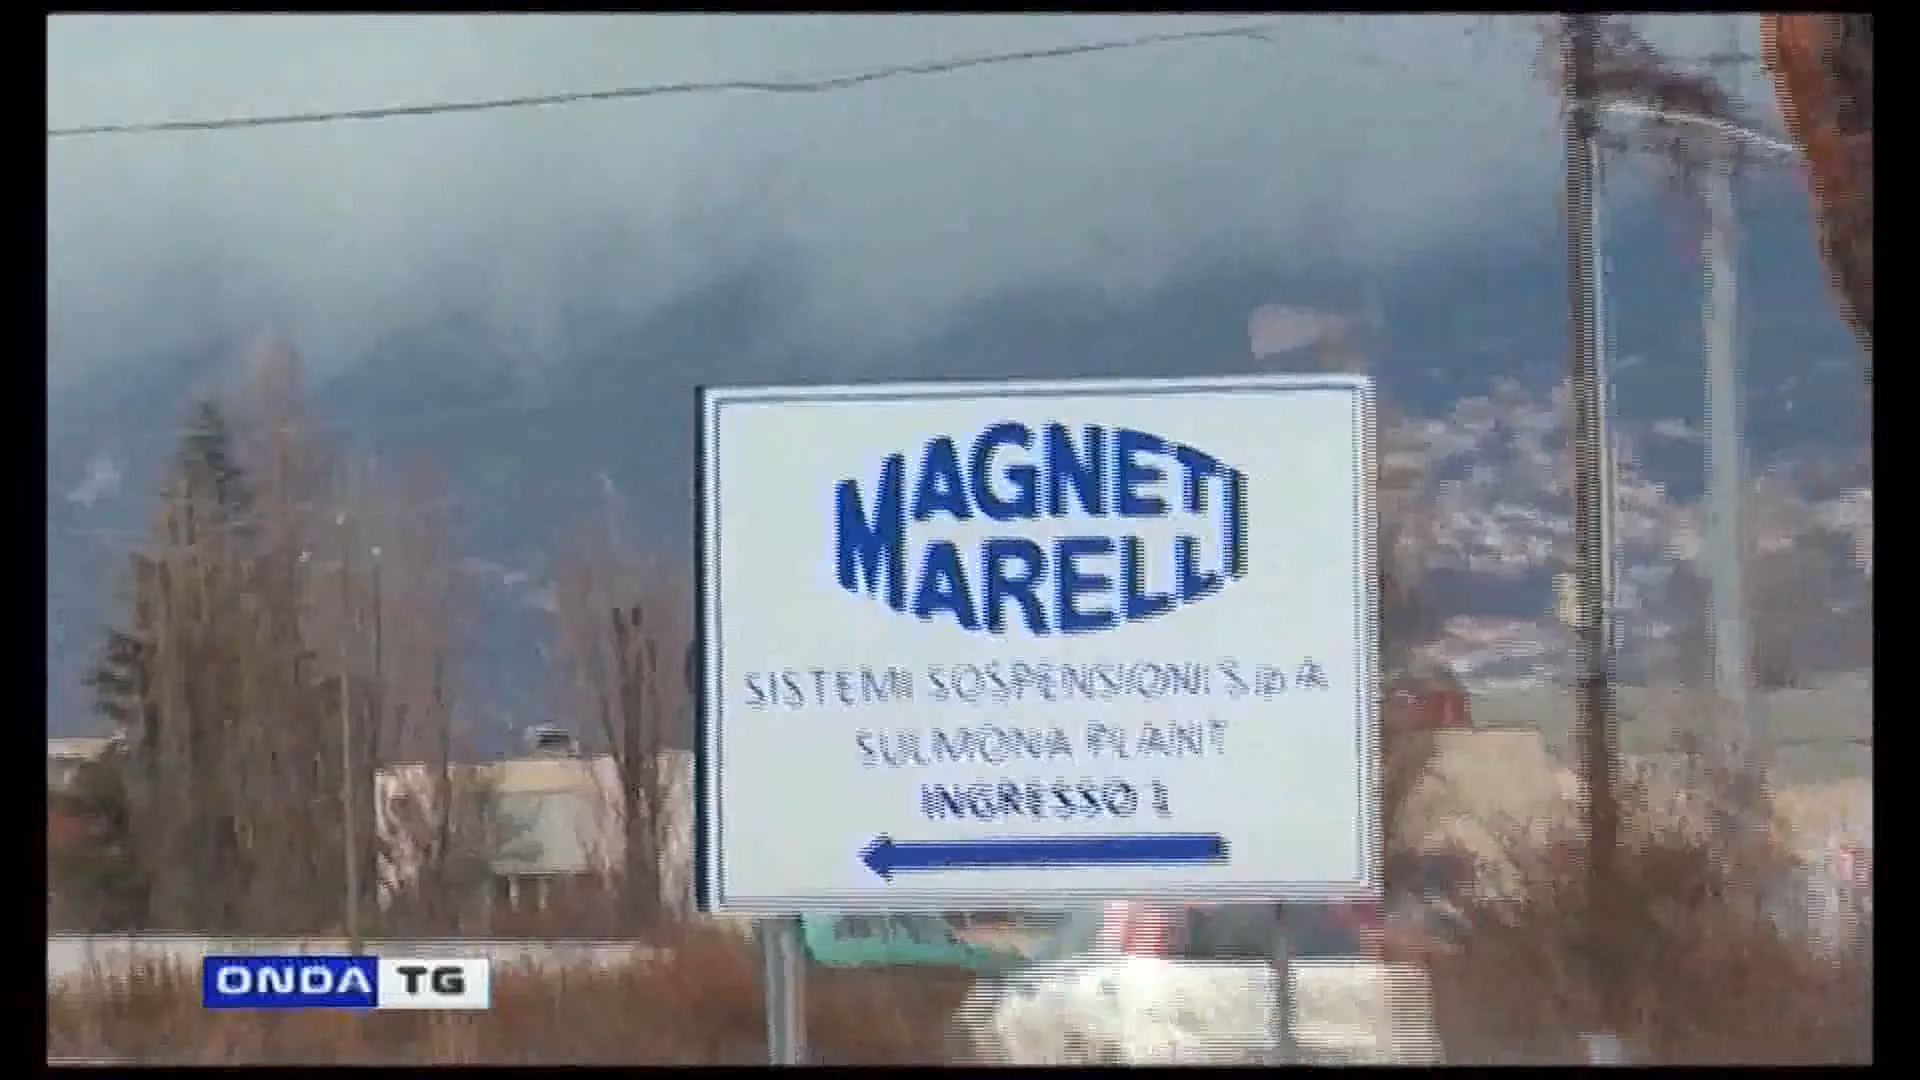 MAGNETI
MARELLI
SISTEMI SOSPENSIONI S.p.A
SULMONA PLANT
INGRESSO 1
ONDA TG